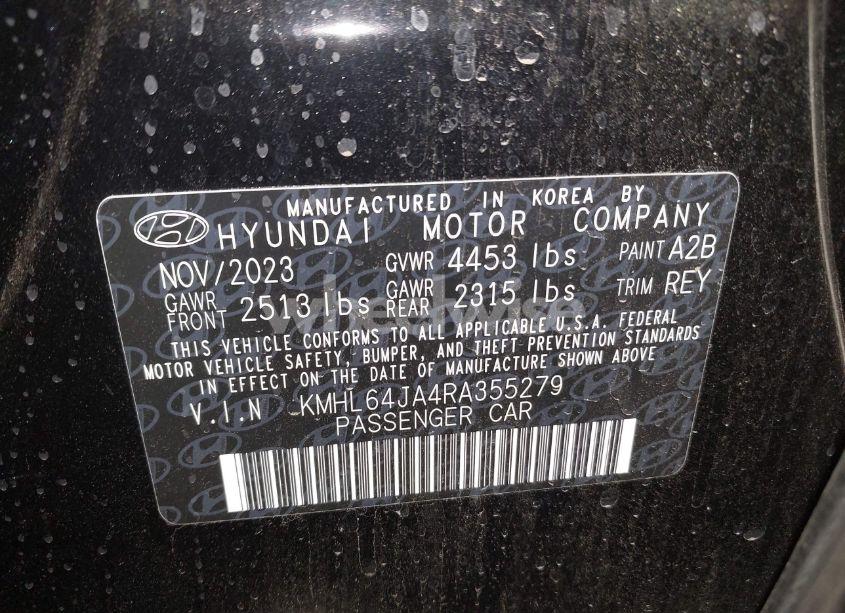 MANUFACTURED IN KOREA BY
HYUNDAI MOTOR COMPANY
NOV/2023 GVWR 4453 lbs PAINT A2B
GAWR FRONT 2513 lbs GAWR REAR 2315 lbs TRIM REY
THIS VEHICLE CONFORMS TO ALL APPLICABLE U.S.A. FEDERAL
MOTOR VEHICLE SAFETY, BUMPER, AND THEFT PREVENTION STANDARDS
IN EFFECT ON THE DATE OF MANUFACTURE SHOWN ABOVE
V.I.N KMHL64JA4RA355279
PASSENGER CAR